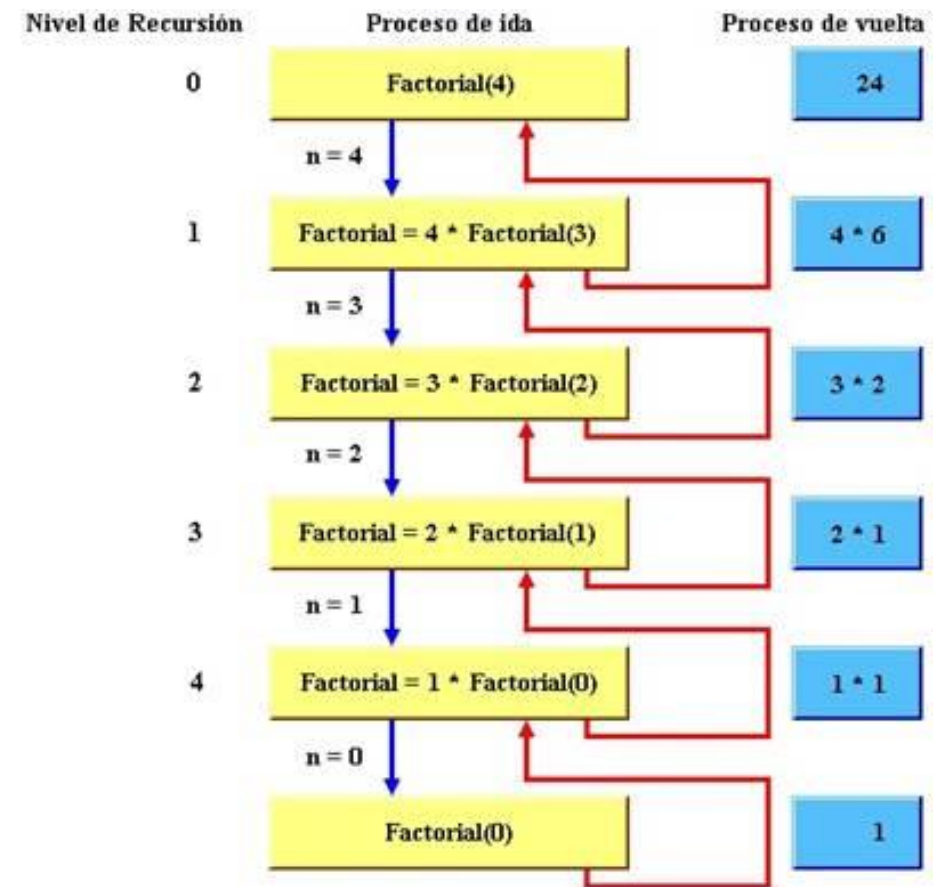 Nivel de Recursión Proceso de ida Proceso de vuelta
0 Factorial(4) 24
n = 4
1 Factorial = 4 * Factorial(3) 4 * 6
n = 3
2 Factorial = 3 * Factorial(2) 3 * 2
n = 2
3 Factorial = 2 * Factorial(1) 2 * 1
n = 1
4 Factorial = 1 * Factorial(0) 1 * 1
n = 0
Factorial(0) 1